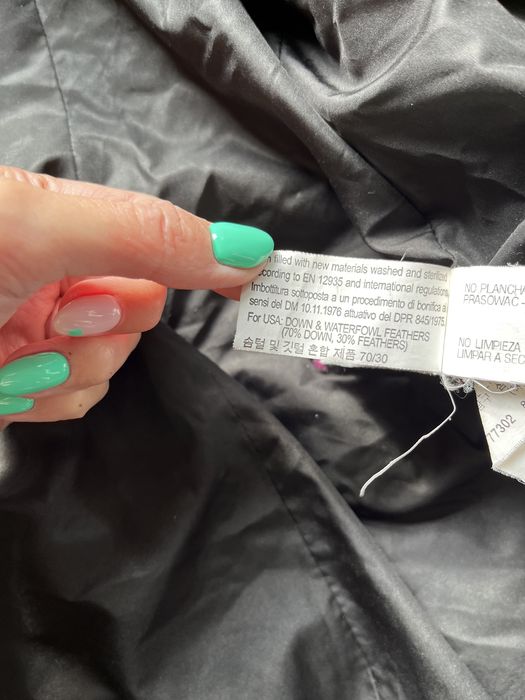 filled with new materials washed and sterilized
according to EN 12935 and international regulations
Imbottitura sottoposta a un procedimento di bonifica ai
sensi del DM 10.11.1976 attuativo del DPR 845/1975.
For USA: DOWN & WATERFOWL FEATHERS
(70% DOWN, 30% FEATHERS)
솜털 및 깃털 혼합 제품 70/30
NO PLANCHA
PRASOWAĆ -
NO LIMPIEZA
LIMPAR A SEC
77302